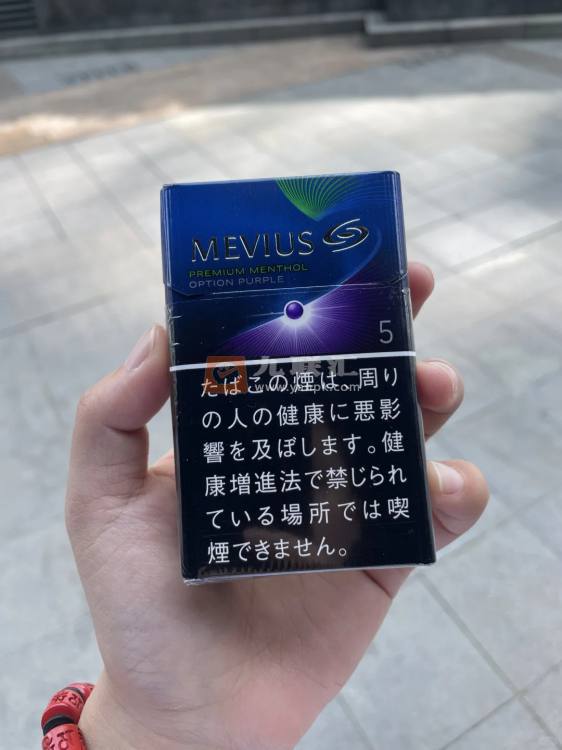 MEVIUS
PREMIUM MENTHOL
OPTION PURPLE
5
たばこの煙は、周り
の人の健康に悪影
響を及ぼします。健
康増進法で禁じられ
ている場所では喫
煙できません。